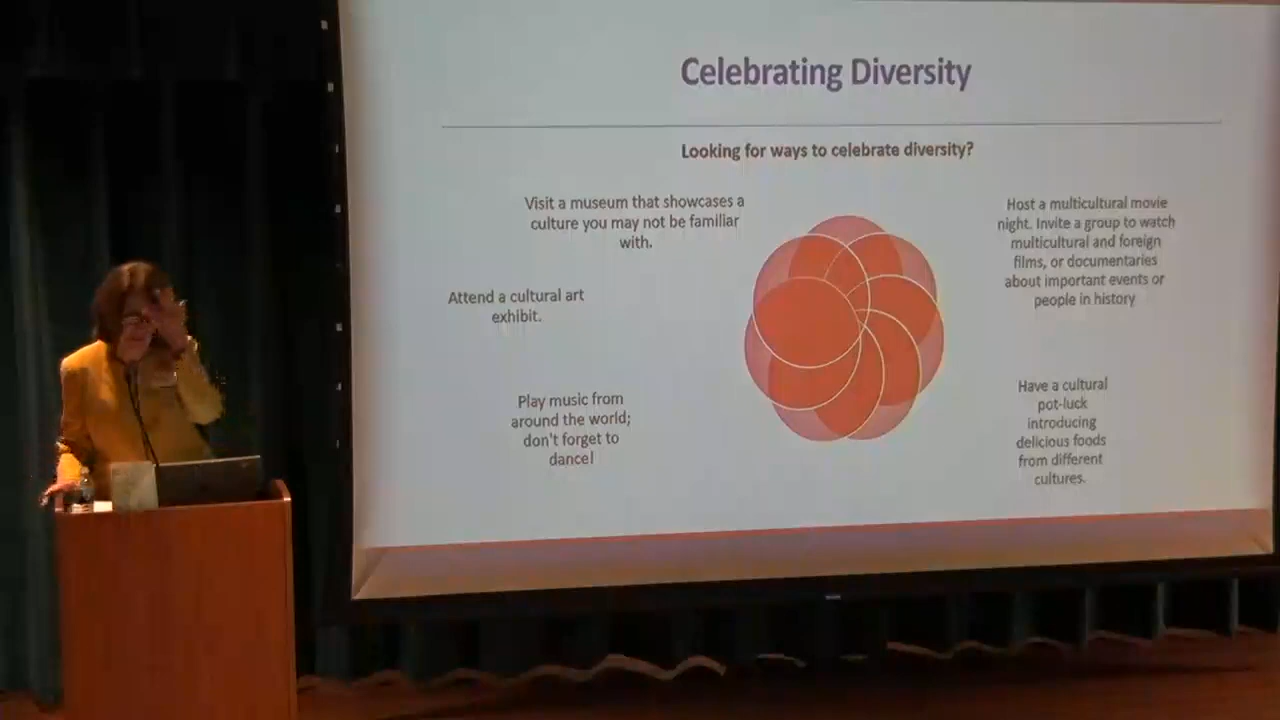 Celebrating Diversity
Looking for ways to celebrate diversity?
Visit a museum that showcases a
culture you may not be familiar
with.
Attend a cultural art
exhibit.
Play music from
around the world;
don't forget to
dance!
Host a multicultural movie
night. Invite a group to watch
multicultural and foreign
films, or documentaries
about important events or
people in history
Have a cultural
pot-luck
introducing
delicious foods
from different
cultures.